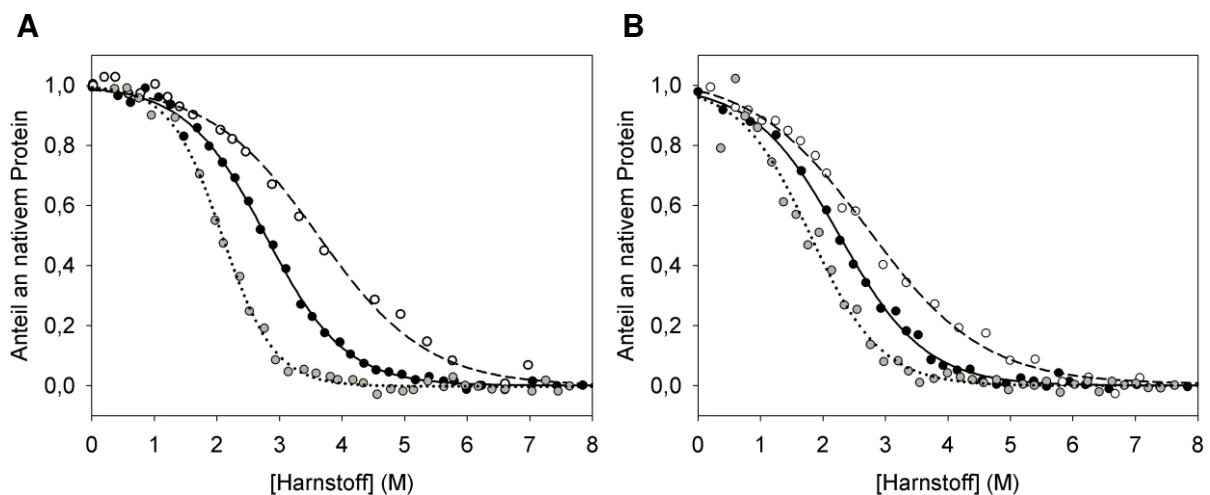 A
B
Anteil an nativem Protein
1,0
0,8
0,6
0,4
0,2
0,0
0 1 2 3 4 5 6 7 8
[Harnstoff] (M)
Anteil an nativem Protein
1,0
0,8
0,6
0,4
0,2
0,0
0 1 2 3 4 5 6 7 8
[Harnstoff] (M)